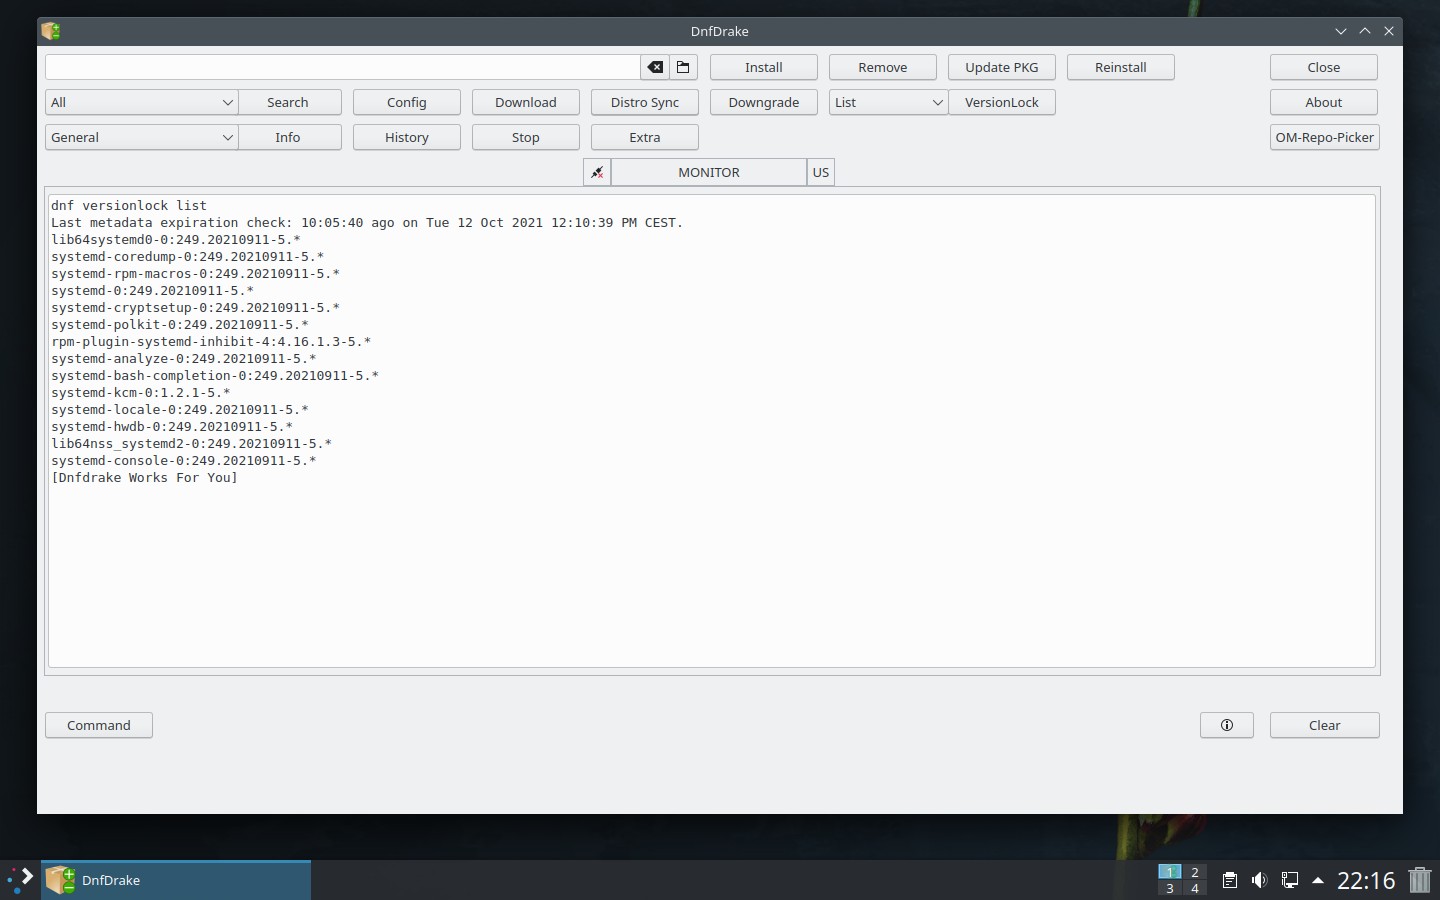 DnfDrake
Install
Remove
Update PKG
Reinstall
Close
All
Search
Config
Download
Distro Sync
Downgrade
List
VersionLock
About
General
Info
History
Stop
Extra
OM-Repo-Picker
MONITOR
US
dnf versionlock list
Last metadata expiration check: 10:05:40 ago on Tue 12 Oct 2021 12:10:39 PM CEST.
lib64systemd0-0:249.20210911-5.*
systemd-coredump-0:249.20210911-5.*
systemd-rpm-macros-0:249.20210911-5.*
systemd-0:249.20210911-5.*
systemd-cryptsetup-0:249.20210911-5.*
systemd-polkit-0:249.20210911-5.*
rpm-plugin-systemd-inhibit-4:4.16.1.3-5.*
systemd-analyze-0:249.20210911-5.*
systemd-bash-completion-0:249.20210911-5.*
systemd-kcm-0:1.2.1-5.*
systemd-locale-0:249.20210911-5.*
systemd-hwdb-0:249.20210911-5.*
lib64nss_systemd2-0:249.20210911-5.*
systemd-console-0:249.20210911-5.*
[Dnfdrake Works For You]
Command
Clear
DnfDrake
1 2
3 4
22:16